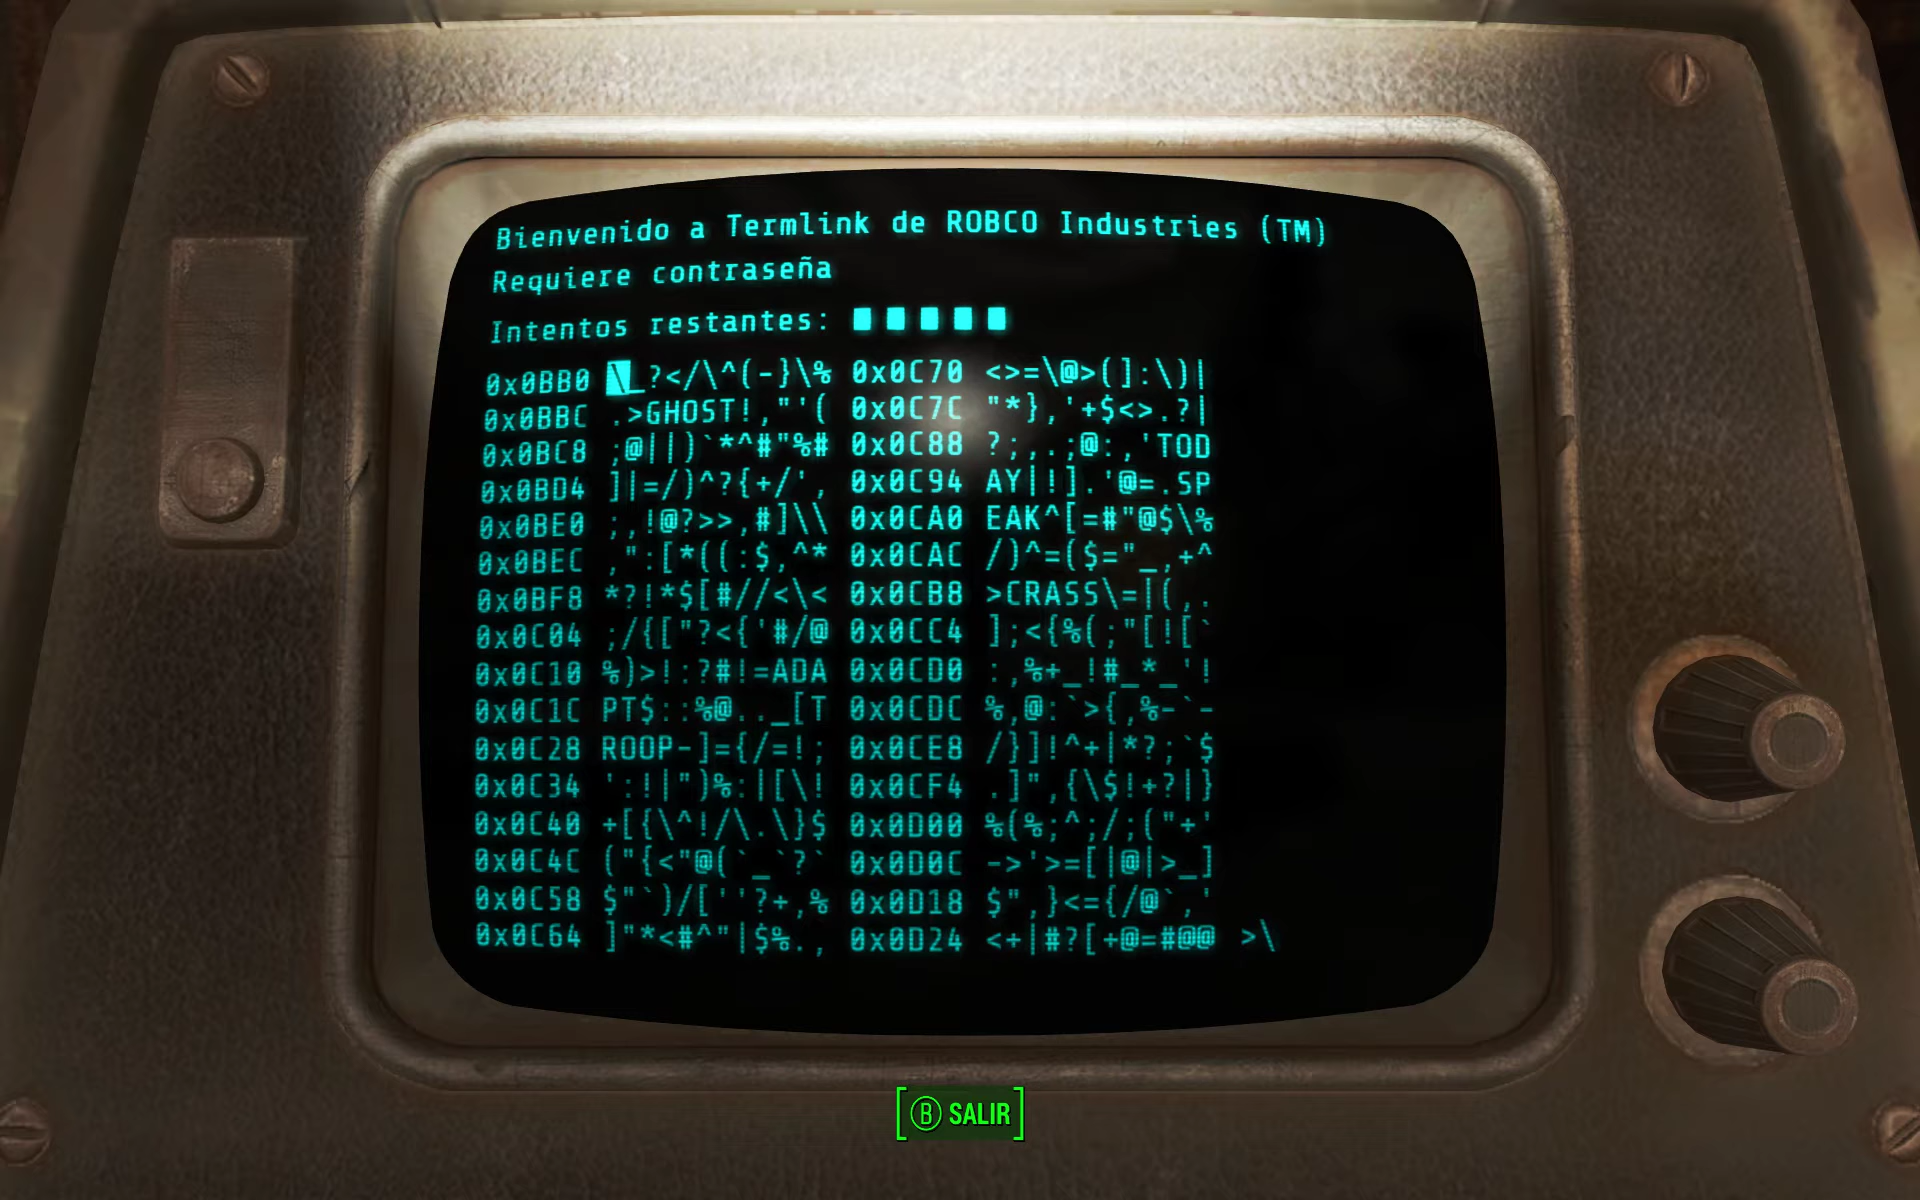 Bienvenido a Termlink de ROBCO Industries (TM)
Requiere contraseña
Intentos restantes: ■ ■ ■ ■ ■
0x0BB0 \_?</\^(-}\% 0x0C70 <>=\@>(]:\)|
0x0BBC .>GHOST!,"'( 0x0C7C "*},'+$<>.?|
0x0BC8 ;@||)`*^#"%# 0x0C88 ?;,.;@:,'TOD
0x0BD4 ]|=/)^?{+/', 0x0C94 AY|!].'@=.SP
0x0BE0 ;,!@?>>,#]\\ 0x0CA0 EAK^[=#"@$\%
0x0BEC ,":[*((:$,^* 0x0CAC /)^=($="_,+^
0x0BF8 *?!*$[#//<\< 0x0CB8 >CRASS\=|(,.
0x0C04 ;/{["?<{'#/@ 0x0CC4 ];<{%(;"[![`
0x0C10 %)>!:?#!=ADA 0x0CD0 :,%+_!#_*_'!
0x0C1C PT$::%@.._[T 0x0CDC %,@:`>{,%-`-
0x0C28 ROOP-]={/=!; 0x0CE8 /}]!^+|*?;`$
0x0C34 ':!|")%:|[\! 0x0CF4 .]",{\$!+?|}
0x0C40 +[{\^!/\.\}$ 0x0D00 %(%;^;/;("+'
0x0C4C ("{<"@(`_`?` 0x0D0C ->'>=[|@|>_]
0x0C58 $"`)/[''?+,% 0x0D18 $",}<={/@`,'
0x0C64 ]"*<#^"|$%., 0x0D24 <+|#?[+@=#@@ >\
[Ⓑ SALIR]